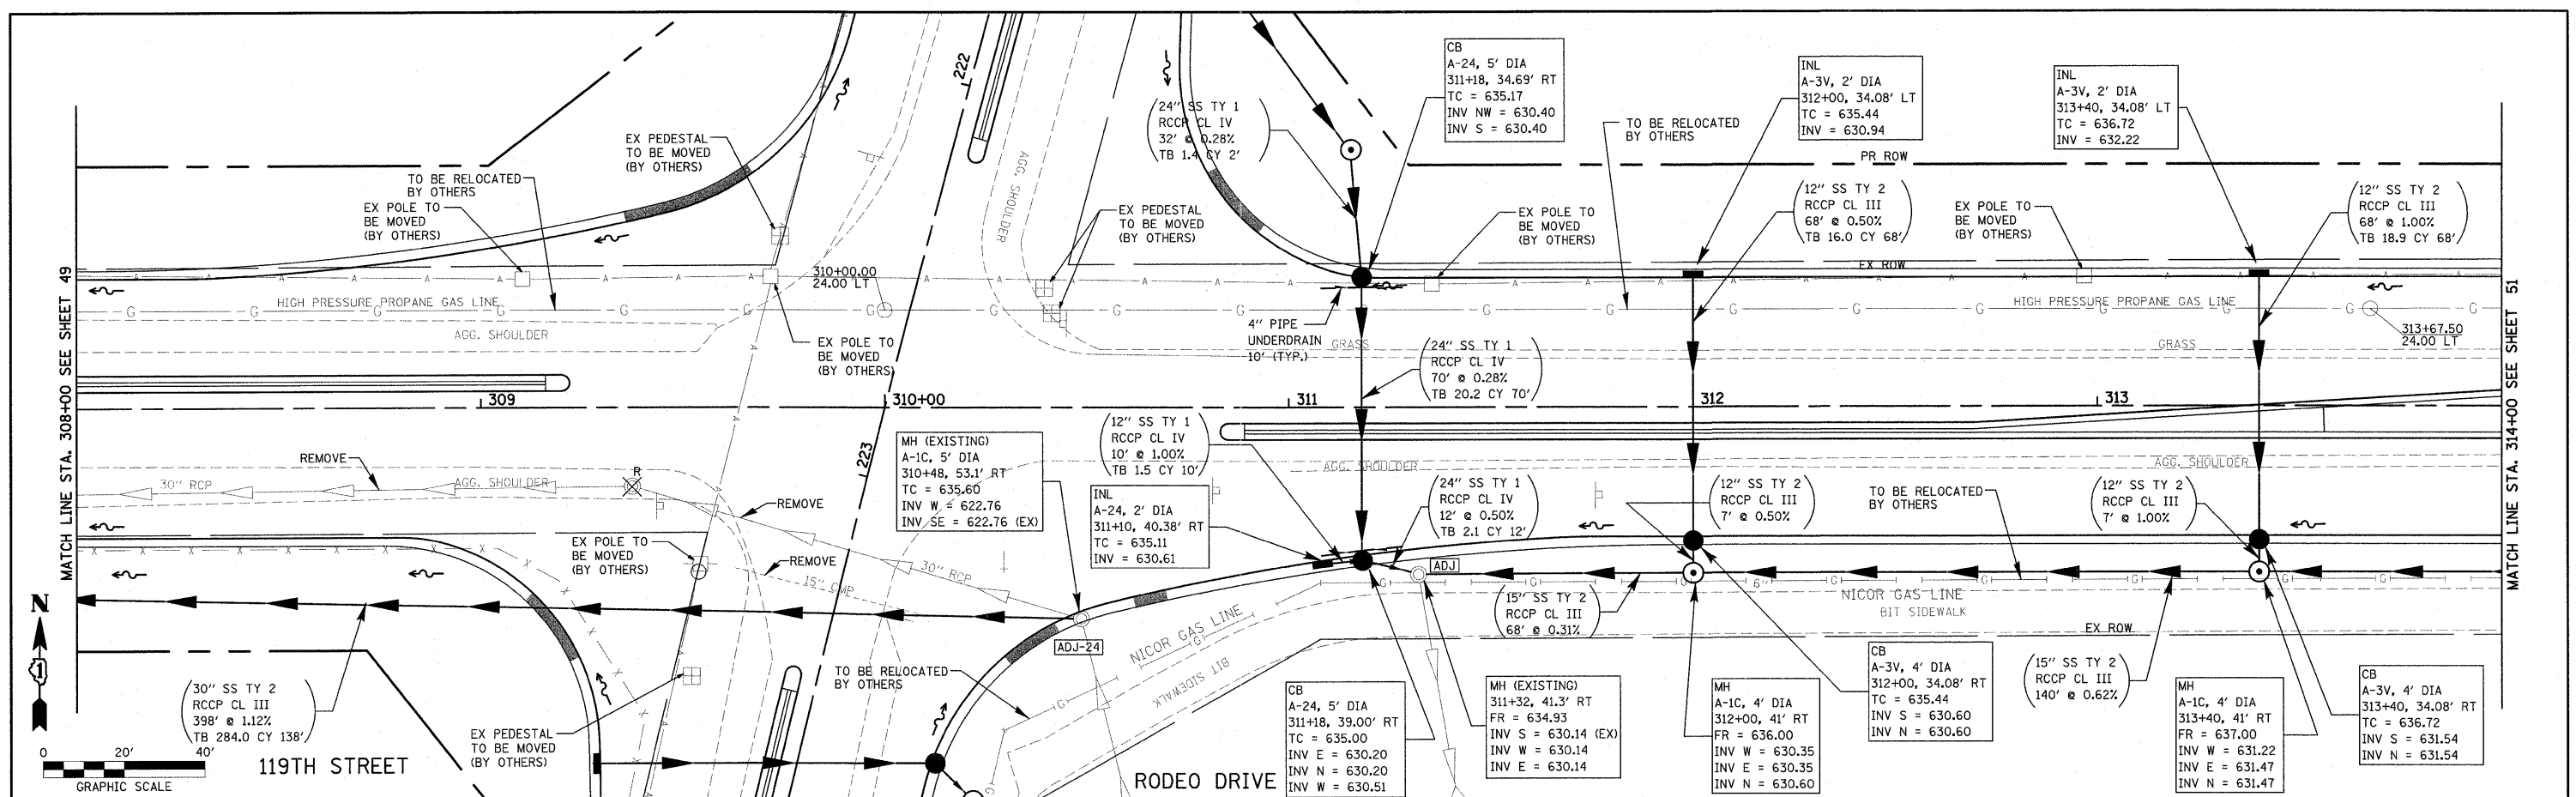 222
CB
A-24, 5' DIA
311+18, 34.69' RT
TC = 635.17
INV NW = 630.40
INV S = 630.40
INL
A-3V, 2' DIA
312+00, 34.08' LT
TC = 635.44
INV = 630.94
INL
A-3V, 2' DIA
313+40, 34.08' LT
TC = 636.72
INV = 632.22
24" SS TY 1
RCCP CL IV
32' @ 0.28%
TB 1.4 CY 2'
TO BE RELOCATED
BY OTHERS
PR ROW
EX PEDESTAL
TO BE MOVED
(BY OTHERS)
TO BE RELOCATED
BY OTHERS
EX POLE TO
BE MOVED
(BY OTHERS)
AGG. SHOULDER
EX PEDESTAL
TO BE MOVED
(BY OTHERS)
EX POLE TO
BE MOVED
(BY OTHERS)
12" SS TY 2
RCCP CL III
68' @ 0.50%
TB 16.0 CY 68'
EX POLE TO
BE MOVED
(BY OTHERS)
12" SS TY 2
RCCP CL III
68' @ 1.00%
TB 18.9 CY 68'
EX ROW
310+00.00
24.00 LT
HIGH PRESSURE PROPANE GAS LINE
HIGH PRESSURE PROPANE GAS LINE
AGG. SHOULDER
313+67.50
24.00 LT
4" PIPE
UNDERDRAIN
10' (TYP.)
GRASS
GRASS
EX POLE TO
BE MOVED
(BY OTHERS)
24" SS TY 1
RCCP CL IV
70' @ 0.28%
TB 20.2 CY 70'
MATCH LINE STA. 308+00 SEE SHEET 49
MATCH LINE STA. 314+00 SEE SHEET 51
309
310+00
311
312
313
223
MH (EXISTING)
A-1C, 5' DIA
310+48, 53.1' RT
TC = 635.60
INV W = 622.76
INV SE = 622.76 (EX)
12" SS TY 1
RCCP CL IV
10' @ 1.00%
TB 1.5 CY 10'
REMOVE
R
30" RCP
AGG. SHOULDER
AGG. SHOULDER
AGG. SHOULDER
INL
A-24, 2' DIA
311+10, 40.38' RT
TC = 635.11
INV = 630.61
24" SS TY 1
RCCP CL IV
12' @ 0.50%
TB 2.1 CY 12'
12" SS TY 2
RCCP CL III
7' @ 0.50%
TO BE RELOCATED
BY OTHERS
12" SS TY 2
RCCP CL III
7' @ 1.00%
REMOVE
EX POLE TO
BE MOVED
(BY OTHERS)
REMOVE
15" CMP
30" RCP
ADJ
6"
NICOR GAS LINE
BIT SIDEWALK
15" SS TY 2
RCCP CL III
68' @ 0.31%
EX ROW
N
ADJ-24
NICOR GAS LINE
BIT SIDEWALK
TO BE RELOCATED
BY OTHERS
30" SS TY 2
RCCP CL III
398' @ 1.12%
TB 284.0 CY 138'
EX PEDESTAL
TO BE MOVED
(BY OTHERS)
CB
A-24, 5' DIA
311+18, 39.00' RT
TC = 635.00
INV E = 630.20
INV N = 630.20
INV W = 630.51
MH (EXISTING)
311+32, 41.3' RT
FR = 634.93
INV S = 630.14 (EX)
INV W = 630.14
INV E = 630.14
MH
A-1C, 4' DIA
312+00, 41' RT
FR = 636.00
INV W = 630.35
INV E = 630.35
INV N = 630.60
CB
A-3V, 4' DIA
312+00, 34.08' RT
TC = 635.44
INV S = 630.60
INV N = 630.60
15" SS TY 2
RCCP CL III
140' @ 0.62%
MH
A-1C, 4' DIA
313+40, 41' RT
FR = 637.00
INV W = 631.22
INV E = 631.47
INV N = 631.47
CB
A-3V, 4' DIA
313+40, 34.08' RT
TC = 636.72
INV S = 631.54
INV N = 631.54
0 20' 40'
GRAPHIC SCALE
119TH STREET
RODEO DRIVE